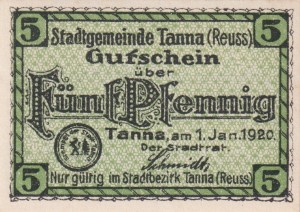 5 Stadtgemeinde Tanna (Reuss). 5
Gutschein
über
Fünf Pfennig
Tanna, am 1. Jan. 1920.
Der Stadtrat.
Schmidt
5 Nur gültig im Stadtbezirk Tanna (Reuss) 5